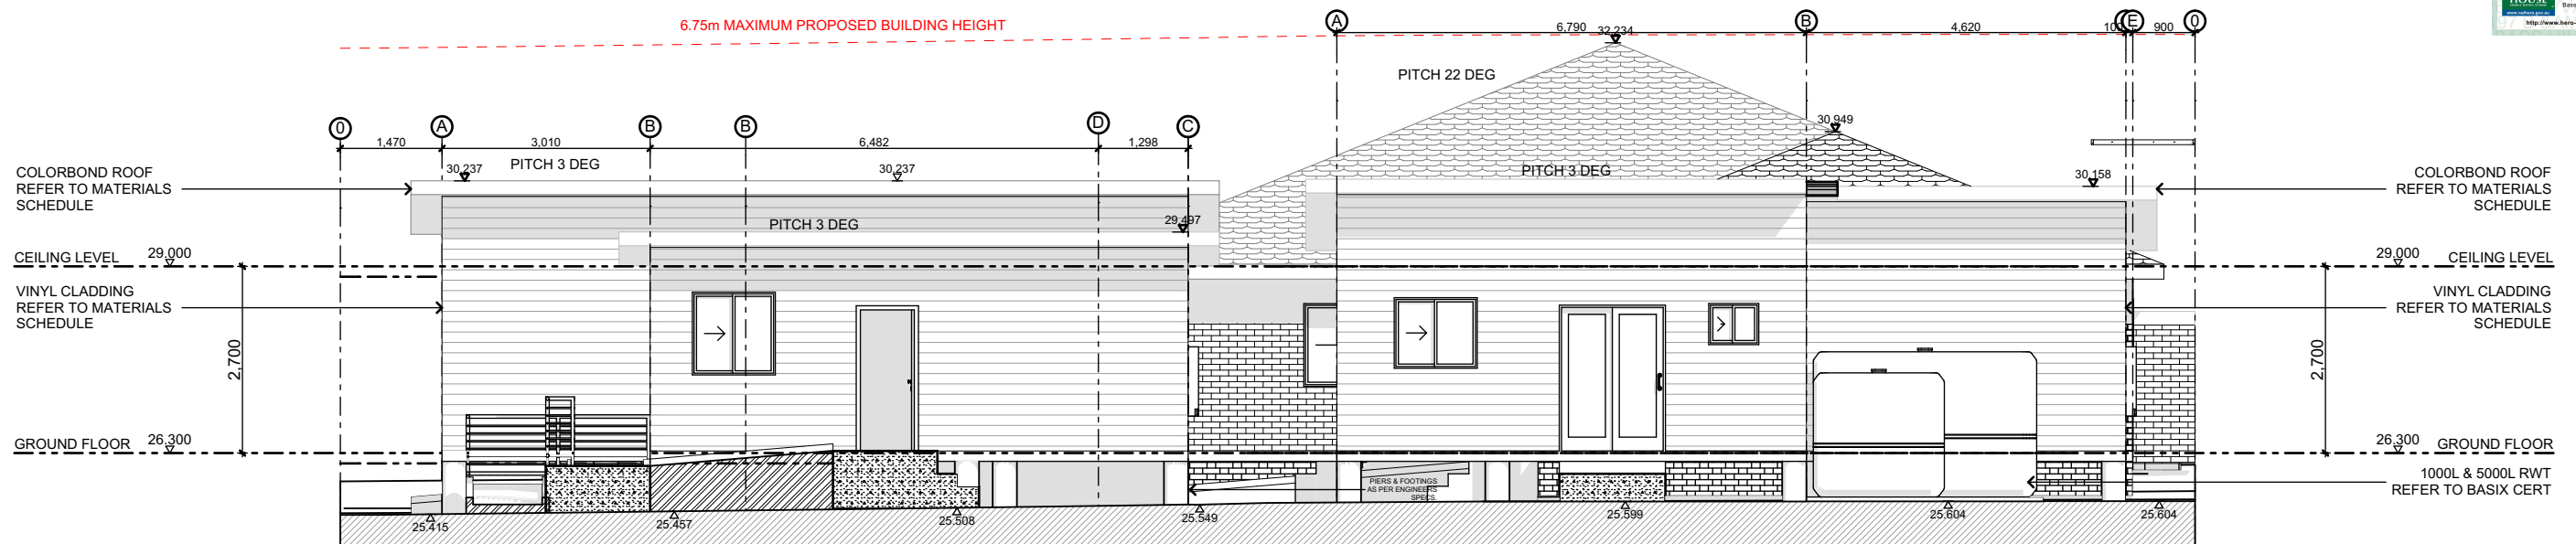 6.75m MAXIMUM PROPOSED BUILDING HEIGHT
A
B
E
0
6,790
32.234
4,620
100
900
HOUSE
www.nathers.gov.au
PITCH 22 DEG
30.949
0
A
B
B
D
C
1,470
3,010
6,482
1,298
PITCH 3 DEG
30.237
30.237
PITCH 3 DEG
29.497
PITCH 3 DEG
30.158
COLORBOND ROOF
REFER TO MATERIALS
SCHEDULE
COLORBOND ROOF
REFER TO MATERIALS
SCHEDULE
CEILING LEVEL 29.000
29.000 CEILING LEVEL
VINYL CLADDING
REFER TO MATERIALS
SCHEDULE
VINYL CLADDING
REFER TO MATERIALS
SCHEDULE
2,700
2,700
GROUND FLOOR 26.300
26.300 GROUND FLOOR
PIERS & FOOTINGS
AS PER ENGINEERS
SPECS.
1000L & 5000L RWT
REFER TO BASIX CERT
25.415
25.457
25.508
25.549
25.599
25.604
25.604